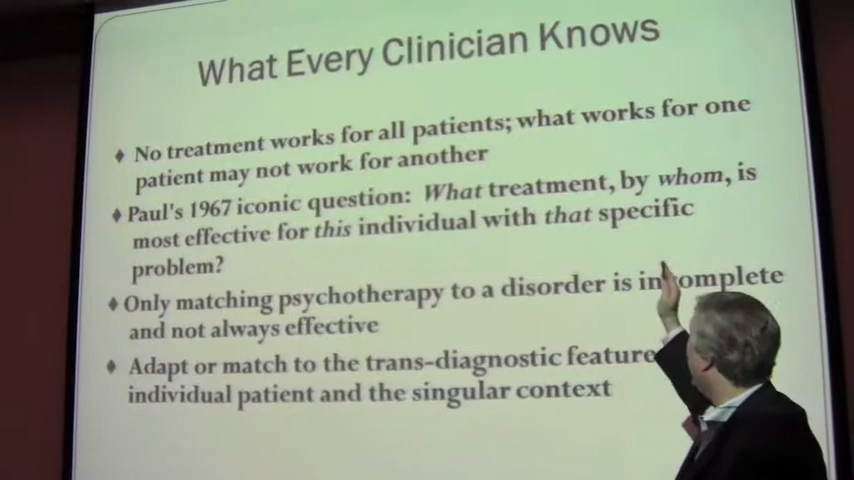 What Every Clinician Knows
♦ No treatment works for all patients; what works for one
patient may not work for another
♦ Paul's 1967 iconic question: What treatment, by whom, is
most effective for this individual with that specific
problem?
♦ Only matching psychotherapy to a disorder is incomplete
and not always effective
♦ Adapt or match to the trans-diagnostic feature
individual patient and the singular context